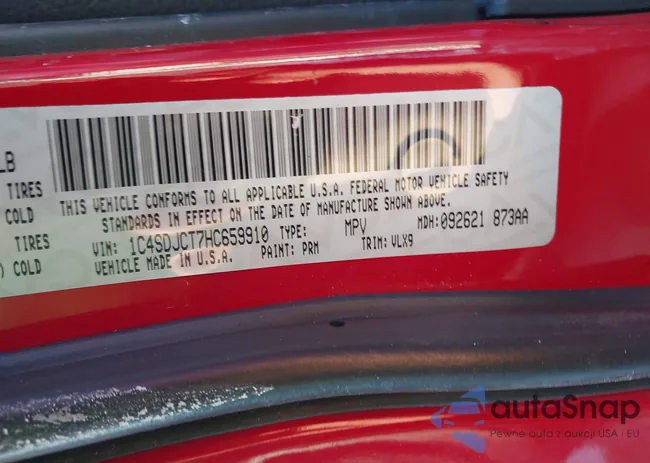 LB
TIRES
COLD
TIRES
) COLD
THIS VEHICLE CONFORMS TO ALL APPLICABLE U.S.A. FEDERAL MOTOR VEHICLE SAFETY
STANDARDS IN EFFECT ON THE DATE OF MANUFACTURE SHOWN ABOVE.
VIN: 1C4SDJCT7HC659910 TYPE: MPV MDH:092621 873AA
VEHICLE MADE IN U.S.A. PAINT: PRM TRIM: VLX9
autaSnap
Pewne auta z aukcji USA i EU